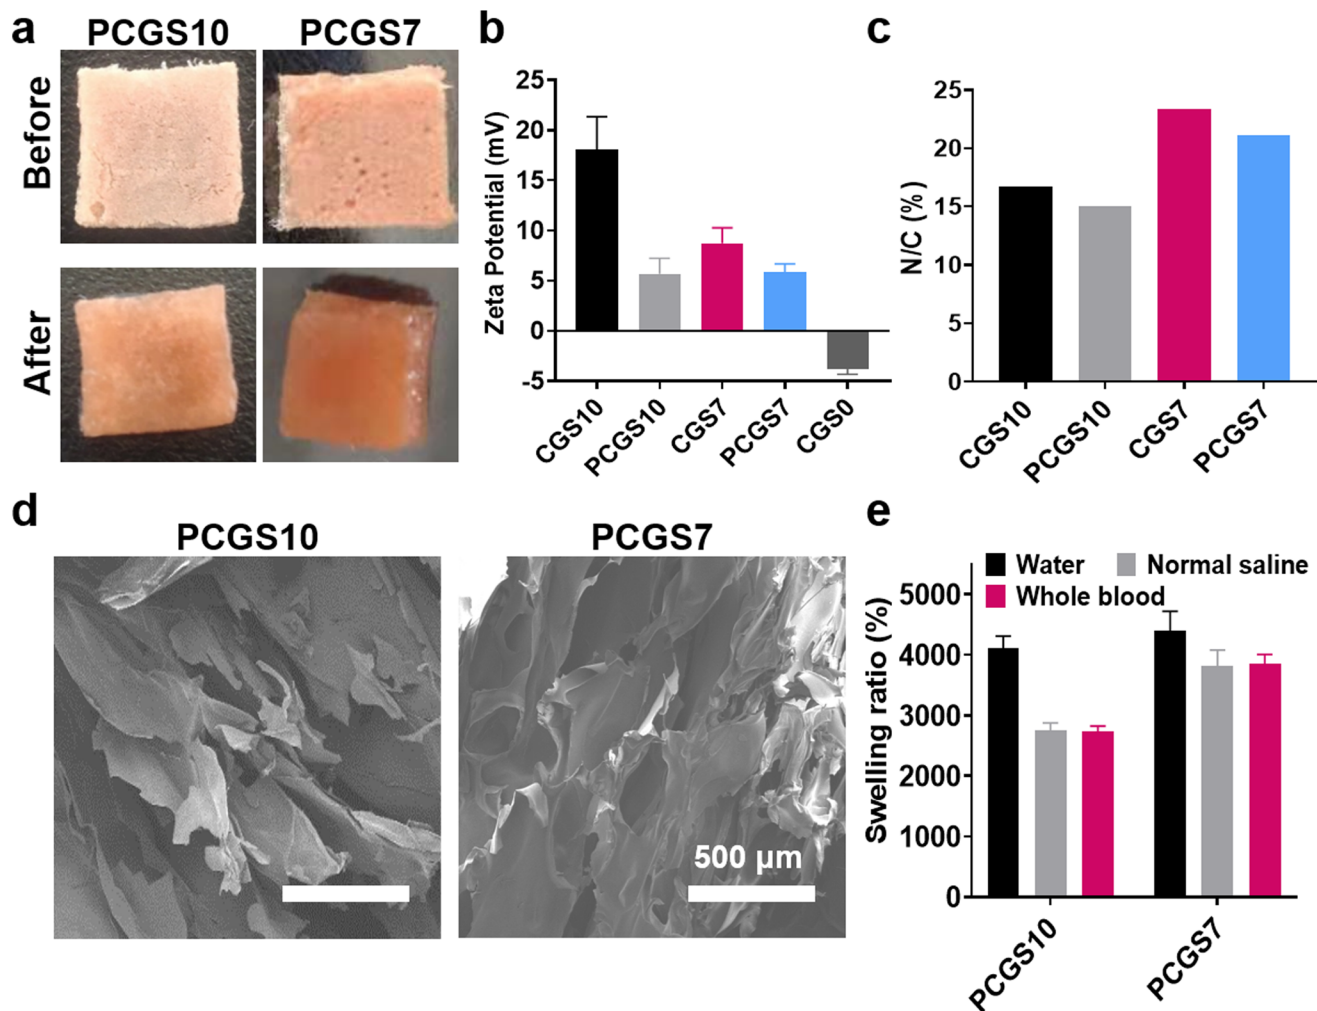 a
PCGS10
PCGS7
Before
After
b
Zeta Potential (mV)
25
20
15
10
5
0
-5
CGS10
PCGS10
CGS7
PCGS7
CGS0
c
N/C (%)
25
20
15
10
5
0
CGS10
PCGS10
CGS7
PCGS7
d
PCGS10
PCGS7
500 µm
e
Water
Normal saline
Whole blood
Swelling ratio (%)
5000
4000
3000
2000
1000
0
PCGS10
PCGS7